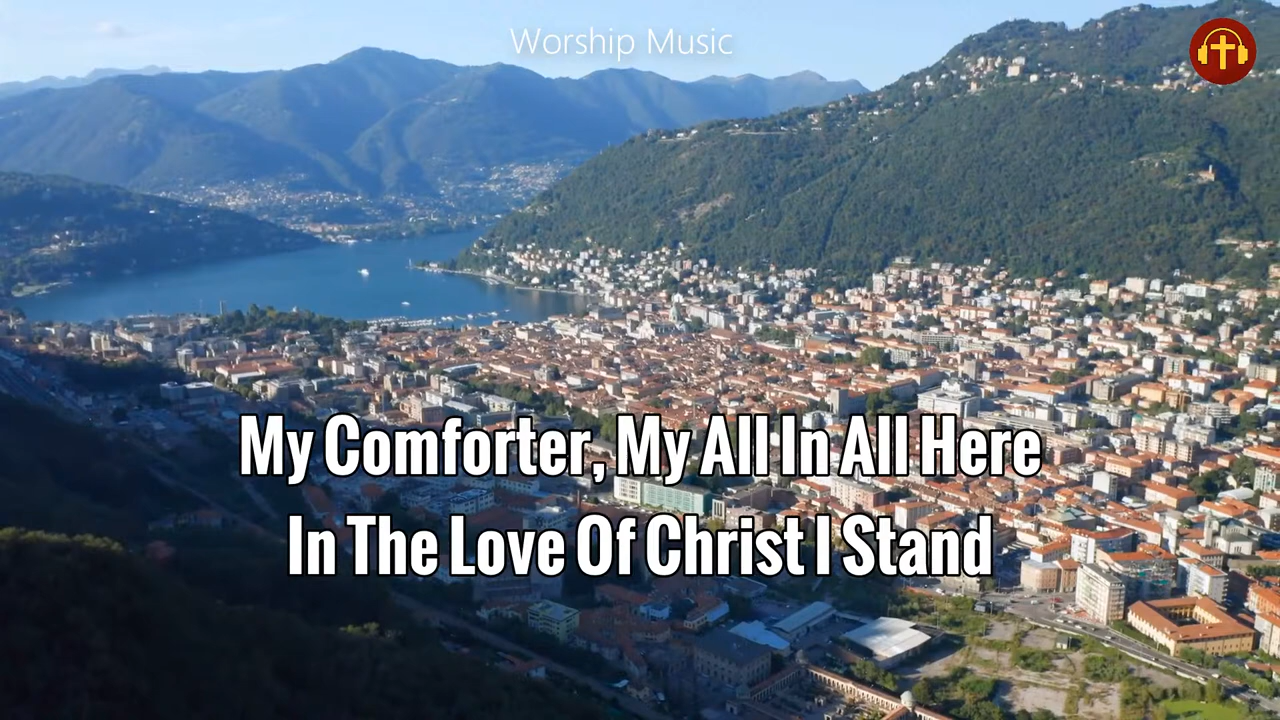 Worship Music
My Comforter, My All In All Here
In The Love Of Christ I Stand